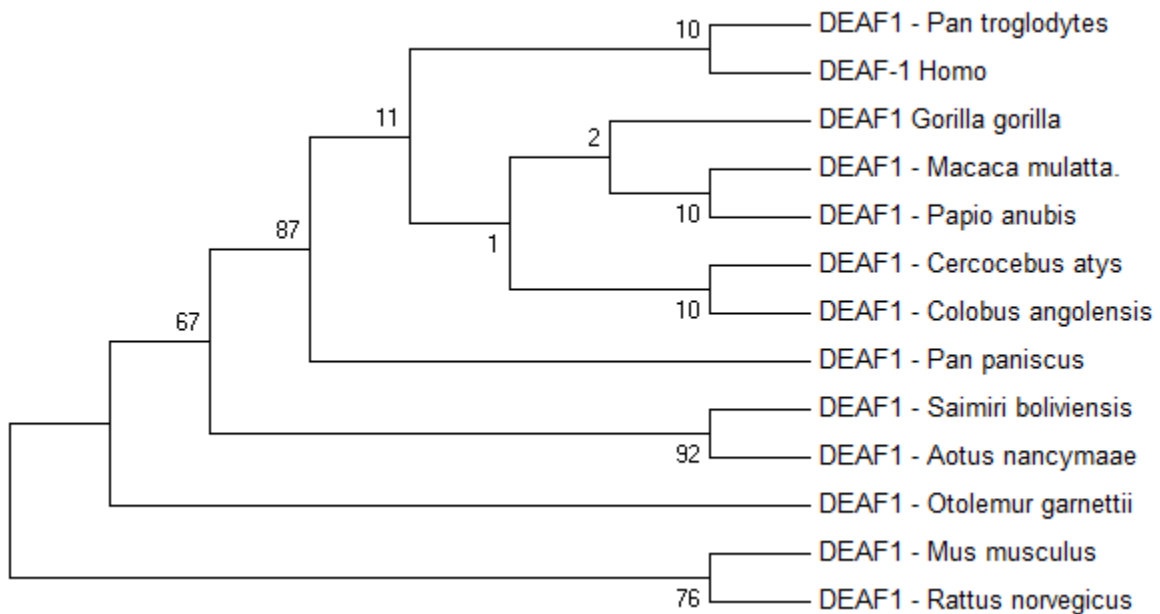 DEAF1 - Pan troglodytes
10
DEAF-1 Homo
11
DEAF1 Gorilla gorilla
2
DEAF1 - Macaca mulatta.
10
DEAF1 - Papio anubis
87
1
DEAF1 - Cercocebus atys
10
DEAF1 - Colobus angolensis
67
DEAF1 - Pan paniscus
DEAF1 - Saimiri boliviensis
92
DEAF1 - Aotus nancymaae
DEAF1 - Otolemur garnettii
DEAF1 - Mus musculus
76
DEAF1 - Rattus norvegicus